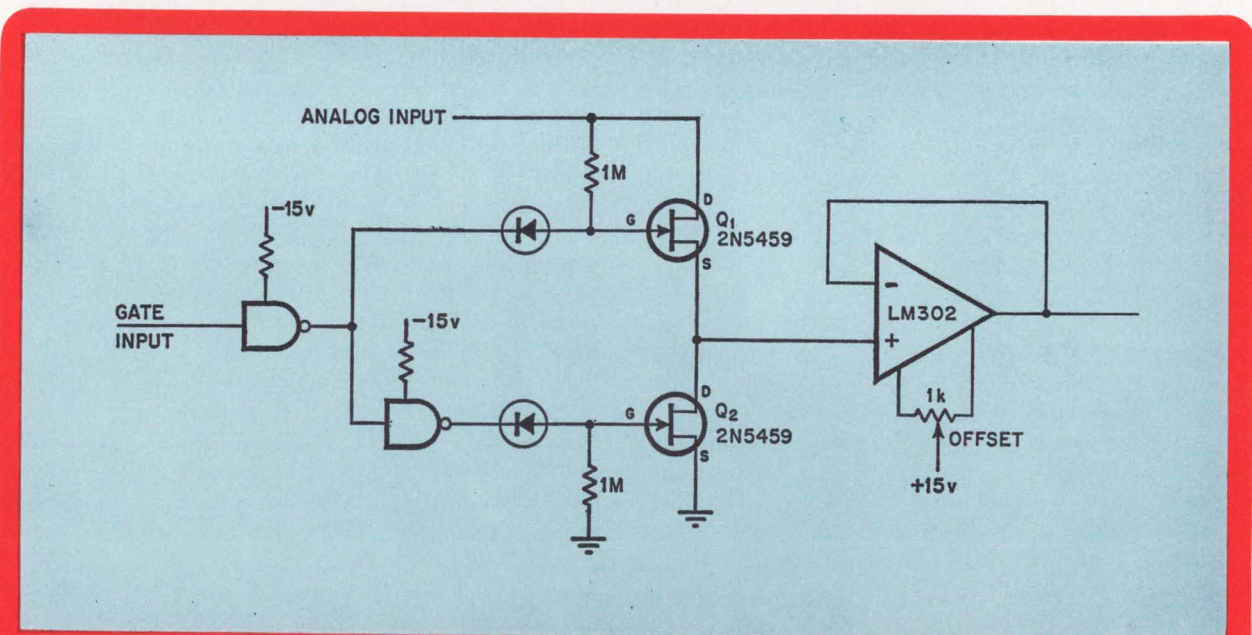 ANALOG INPUT
1M
D
-15v
G
Q1
2N5459
S
GATE
INPUT
-15v
-
LM302
+
D
1k
G
Q2
2N5459
OFFSET
S
1M
+15v